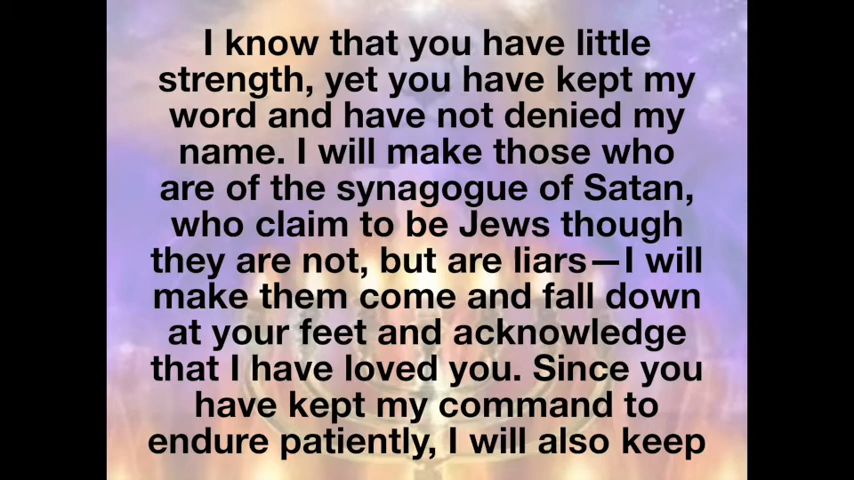 I know that you have little
strength, yet you have kept my
word and have not denied my
name. I will make those who
are of the synagogue of Satan,
who claim to be Jews though
they are not, but are liars—I will
make them come and fall down
at your feet and acknowledge
that I have loved you. Since you
have kept my command to
endure patiently, I will also keep